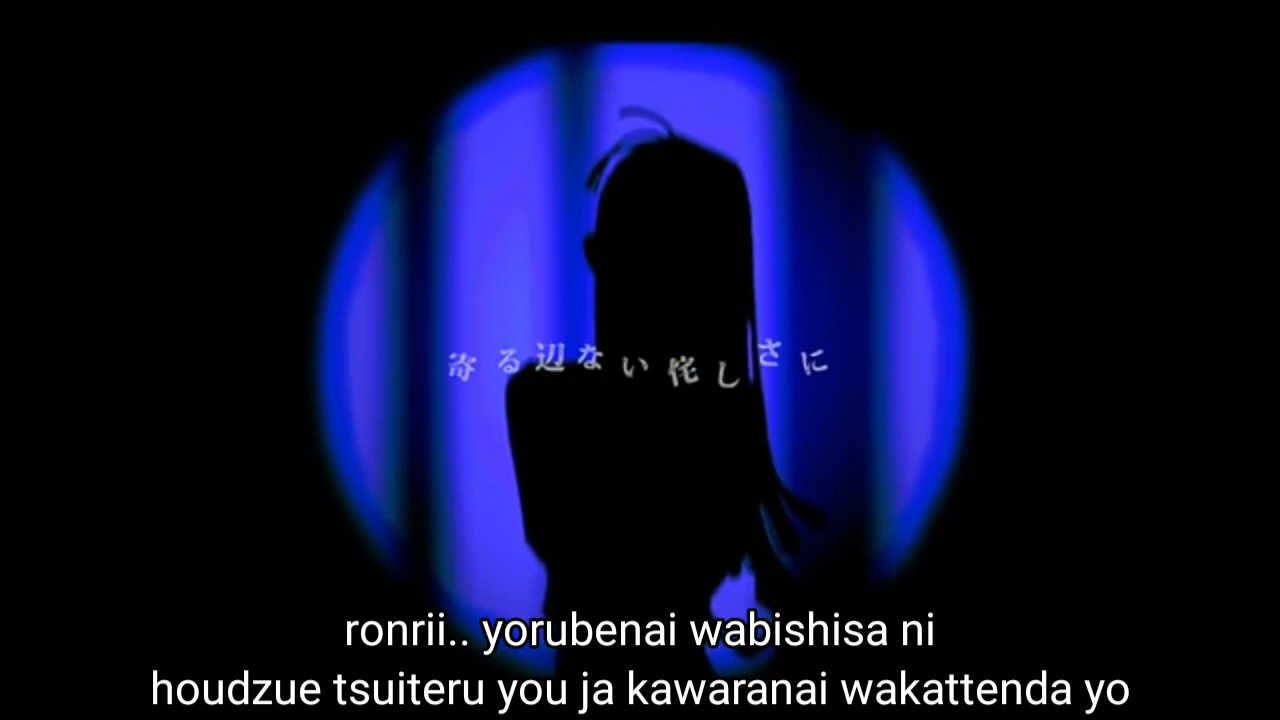 寄る辺ない侘しさに
ronrii.. yorubenai wabishisa ni
houdzue tsuiteru you ja kawaranai wakattenda yo